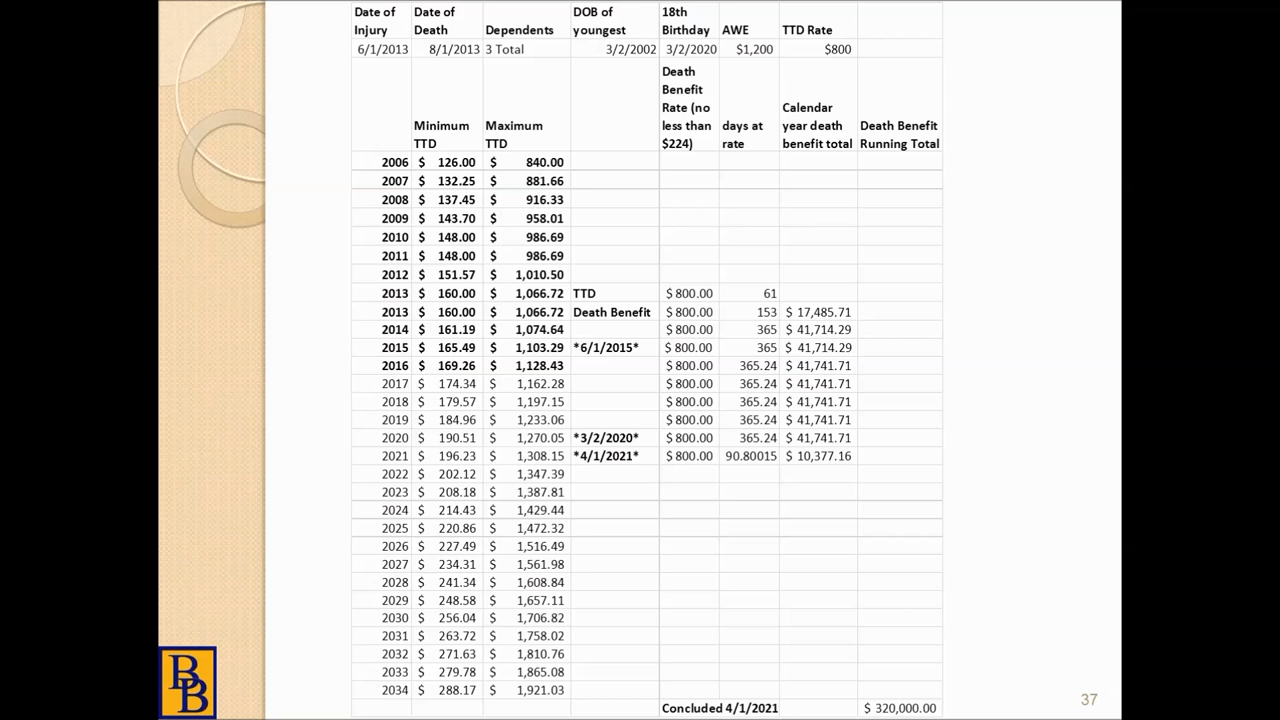 Date of Injury Date of Death Dependents DOB of youngest 18th Birthday AWE TTD Rate
6/1/2013 8/1/2013 3 Total 3/2/2002 3/2/2020 $1,200 $800
Minimum TTD Maximum TTD Death Benefit Rate (no less than $224) days at rate Calendar year death benefit total Death Benefit Running Total
2006 $ 126.00 $ 840.00
2007 $ 132.25 $ 881.66
2008 $ 137.45 $ 916.33
2009 $ 143.70 $ 958.01
2010 $ 148.00 $ 986.69
2011 $ 148.00 $ 986.69
2012 $ 151.57 $ 1,010.50
2013 $ 160.00 $ 1,066.72 TTD $ 800.00 61
2013 $ 160.00 $ 1,066.72 Death Benefit $ 800.00 153 $ 17,485.71
2014 $ 161.19 $ 1,074.64 $ 800.00 365 $ 41,714.29
2015 $ 165.49 $ 1,103.29 *6/1/2015* $ 800.00 365 $ 41,714.29
2016 $ 169.26 $ 1,128.43 $ 800.00 365.24 $ 41,741.71
2017 $ 174.34 $ 1,162.28 $ 800.00 365.24 $ 41,741.71
2018 $ 179.57 $ 1,197.15 $ 800.00 365.24 $ 41,741.71
2019 $ 184.96 $ 1,233.06 $ 800.00 365.24 $ 41,741.71
2020 $ 190.51 $ 1,270.05 *3/2/2020* $ 800.00 365.24 $ 41,741.71
2021 $ 196.23 $ 1,308.15 *4/1/2021* $ 800.00 90.80015 $ 10,377.16
2022 $ 202.12 $ 1,347.39
2023 $ 208.18 $ 1,387.81
2024 $ 214.43 $ 1,429.44
2025 $ 220.86 $ 1,472.32
2026 $ 227.49 $ 1,516.49
2027 $ 234.31 $ 1,561.98
2028 $ 241.34 $ 1,608.84
2029 $ 248.58 $ 1,657.11
2030 $ 256.04 $ 1,706.82
2031 $ 263.72 $ 1,758.02
2032 $ 271.63 $ 1,810.76
2033 $ 279.78 $ 1,865.08
2034 $ 288.17 $ 1,921.03
Concluded 4/1/2021 $ 320,000.00
37
BB